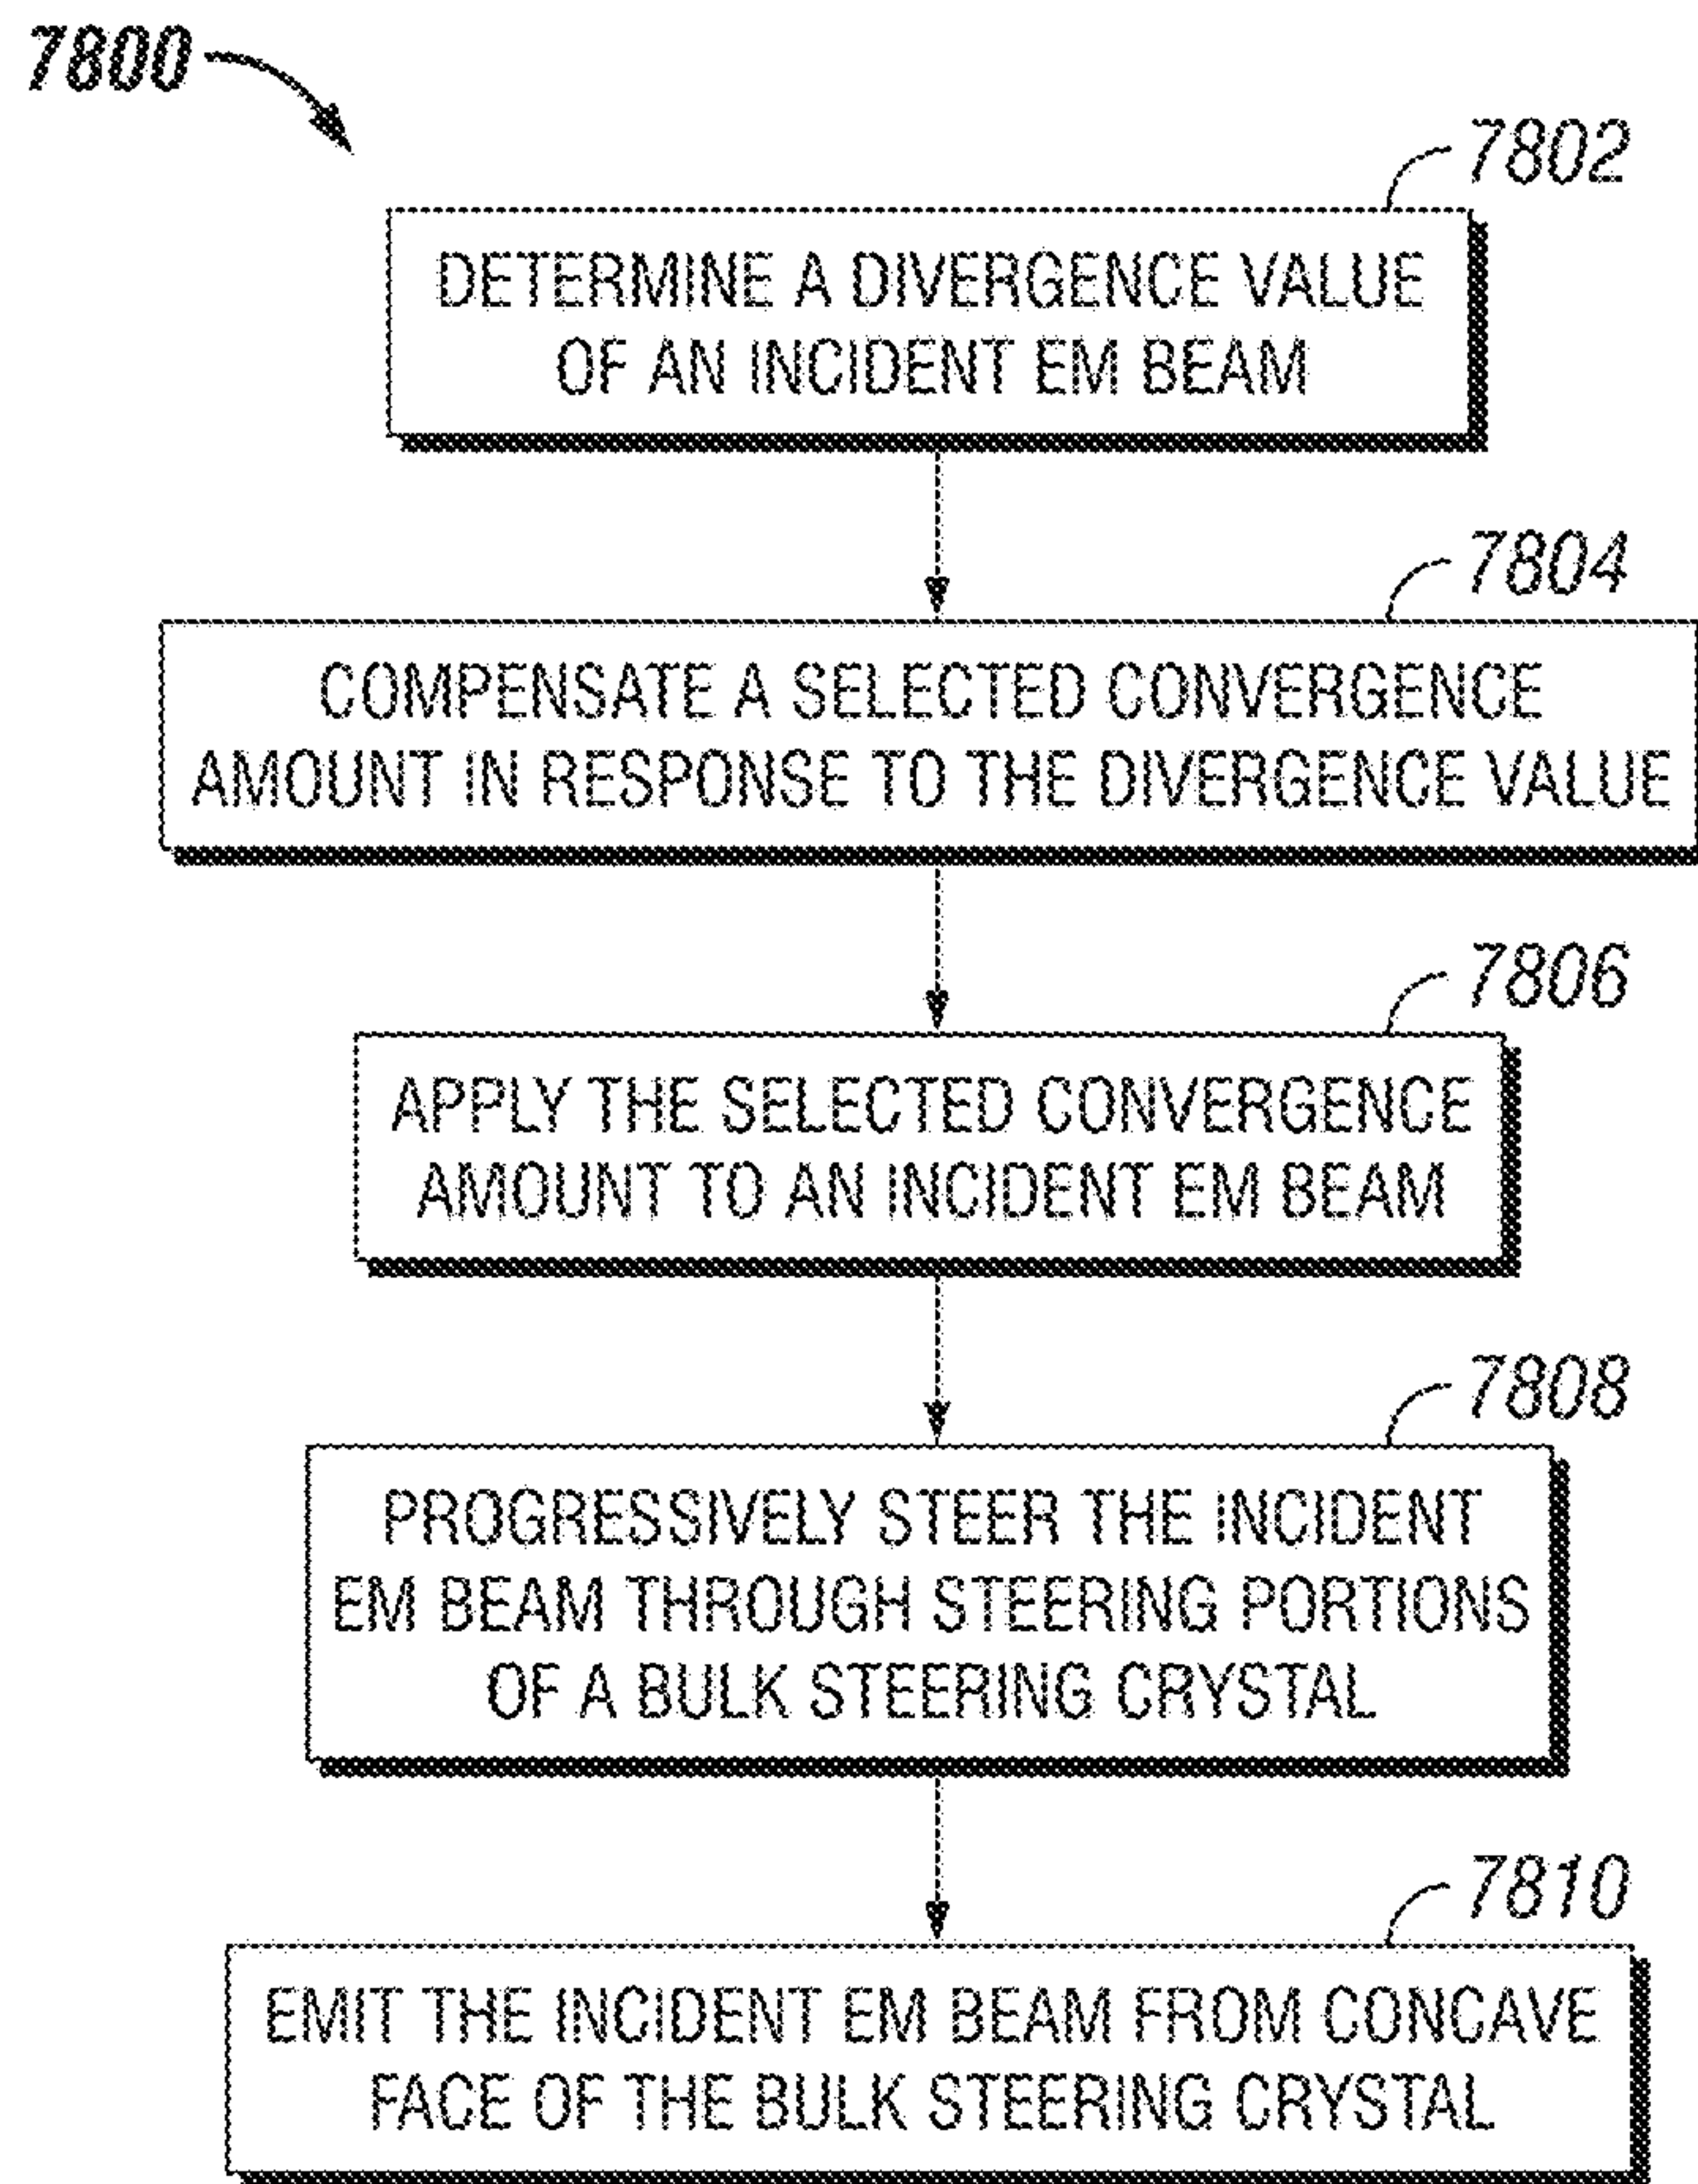 7800
7802
DETERMINE A DIVERGENCE VALUE
OF AN INCIDENT EM BEAM
7804
COMPENSATE A SELECTED CONVERGENCE
AMOUNT IN RESPONSE TO THE DIVERGENCE VALUE
7806
APPLY THE SELECTED CONVERGENCE
AMOUNT TO AN INCIDENT EM BEAM
7808
PROGRESSIVELY STEER THE INCIDENT
EM BEAM THROUGH STEERING PORTIONS
OF A BULK STEERING CRYSTAL
7810
EMIT THE INCIDENT EM BEAM FROM CONCAVE
FACE OF THE BULK STEERING CRYSTAL